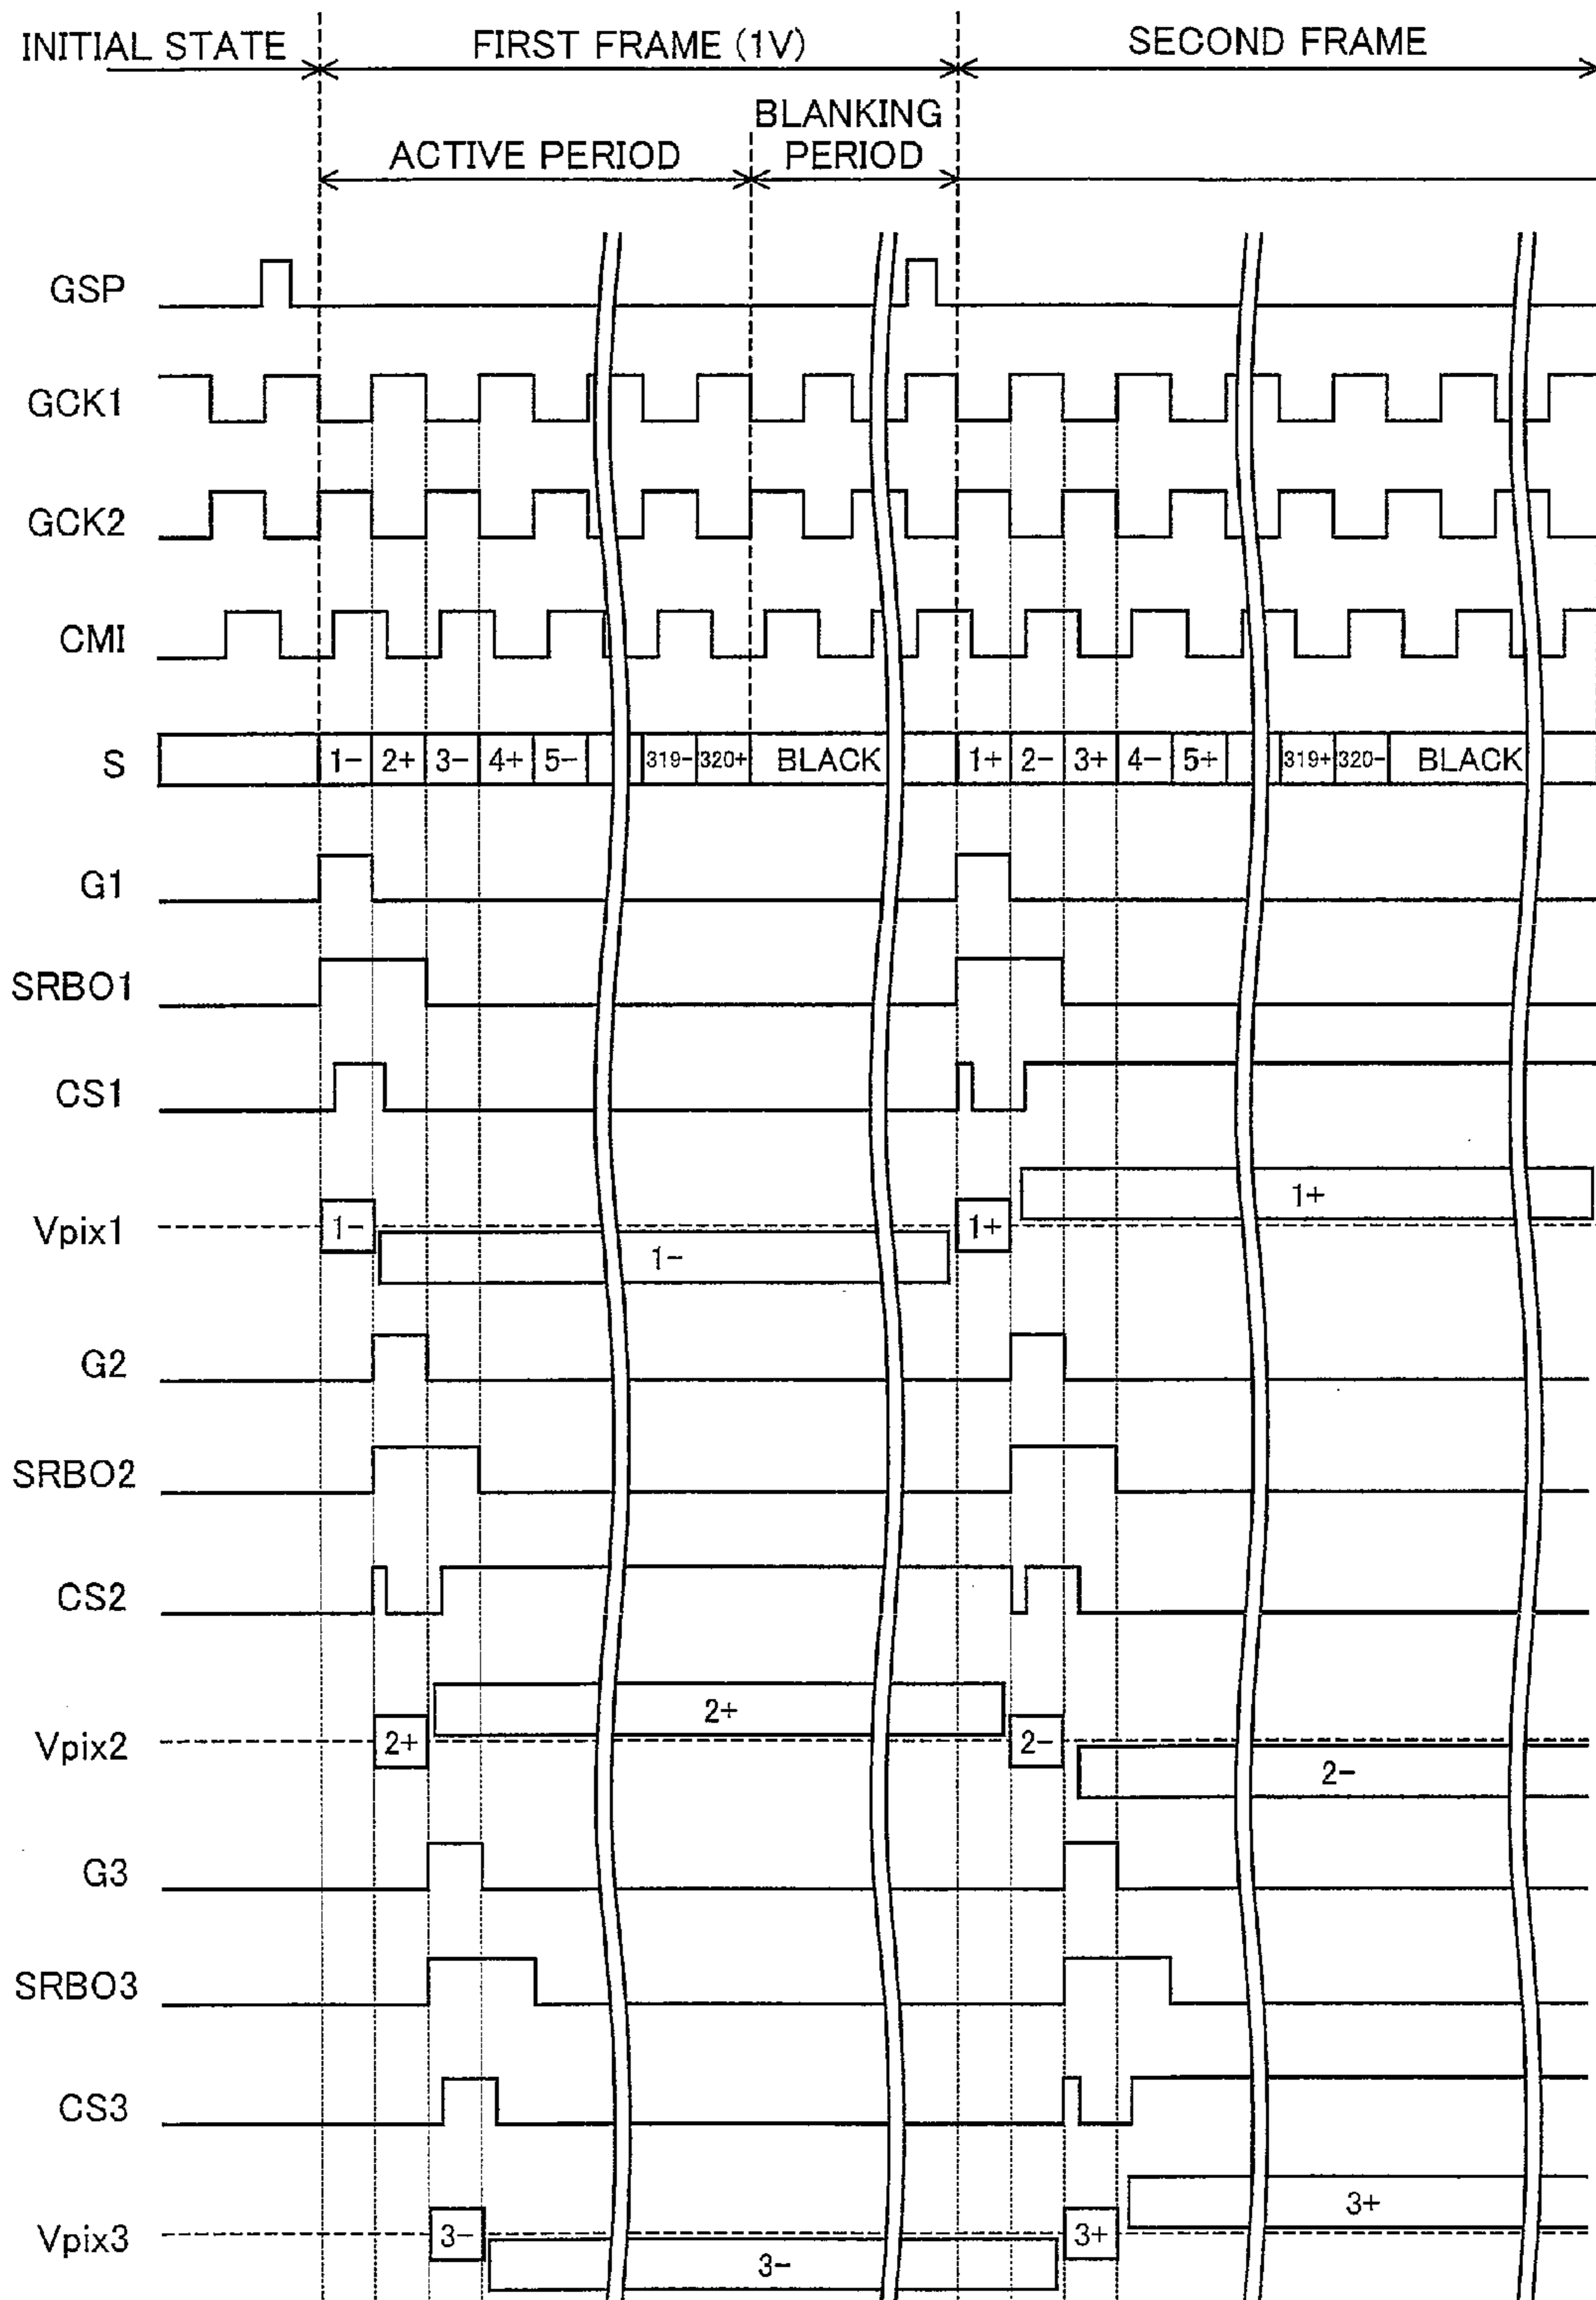 INITIAL STATE FIRST FRAME (1V) SECOND FRAME
BLANKING
ACTIVE PERIOD PERIOD
GSP
GCK1
GCK2
CMI
S 1− 2+ 3− 4+ 5− 319− 320+ BLACK 1+ 2− 3+ 4− 5+ 319+ 320− BLACK
G1
SRBO1
CS1
1+
Vpix1 1− 1+
1−
G2
SRBO2
CS2
2+
Vpix2 2+ 2−
2−
G3
SRBO3
CS3
3+
Vpix3 3− 3+
3−